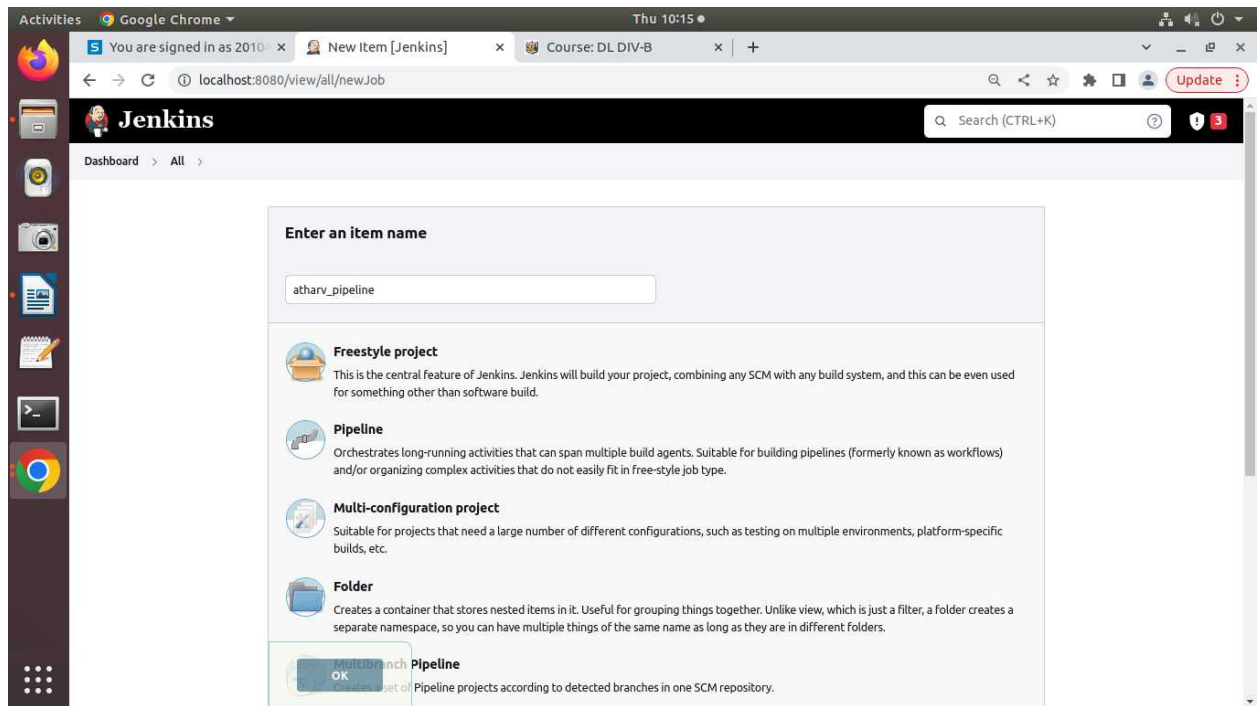 Activities Google Chrome Thu 10:15
You are signed in as 2010 New Item [Jenkins] Course: DL DIV-B
localhost:8080/view/all/newJob Update
Jenkins Search (CTRL+K) 3
Dashboard All
Enter an item name
atharv_pipeline
Freestyle project
This is the central feature of Jenkins. Jenkins will build your project, combining any SCM with any build system, and this can be even used
for something other than software build.
Pipeline
Orchestrates long-running activities that can span multiple build agents. Suitable for building pipelines (formerly known as workflows)
and/or organizing complex activities that do not easily fit in free-style job type.
Multi-configuration project
Suitable for projects that need a large number of different configurations, such as testing on multiple environments, platform-specific
builds, etc.
Folder
Creates a container that stores nested items in it. Useful for grouping things together. Unlike view, which is just a filter, a folder creates a
separate namespace, so you can have multiple things of the same name as long as they are in different folders.
Multibranch Pipeline
OK
Creates a set of Pipeline projects according to detected branches in one SCM repository.